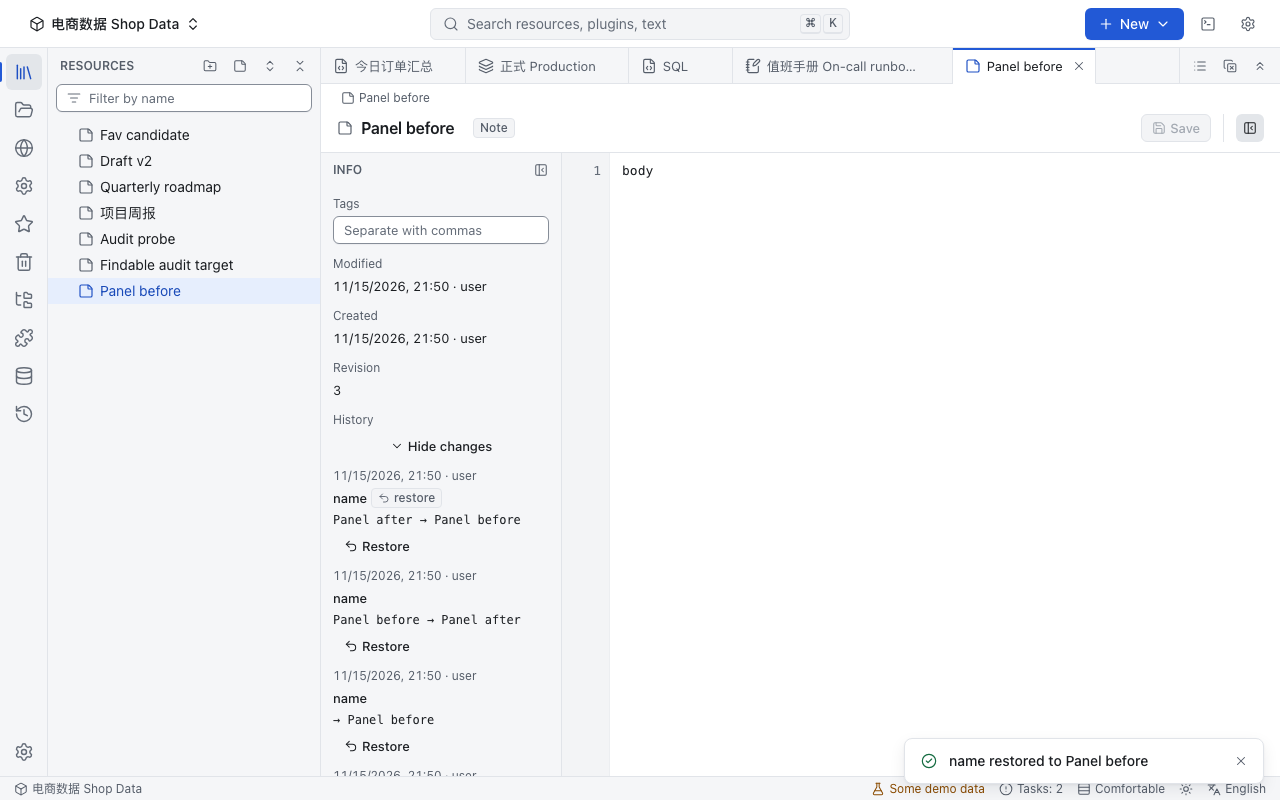 电商数据 Shop Data
Search resources, plugins, text
⌘ K
New
RESOURCES
Filter by name
Fav candidate
Draft v2
Quarterly roadmap
项目周报
Audit probe
Findable audit target
Panel before
今日订单汇总
正式 Production
SQL
值班手册 On-call runbo...
Panel before
Panel before
Panel before
Note
Save
INFO
Tags
Separate with commas
Modified
11/15/2026, 21:50 · user
Created
11/15/2026, 21:50 · user
Revision
3
History
Hide changes
11/15/2026, 21:50 · user
name restore
Panel after → Panel before
Restore
11/15/2026, 21:50 · user
name
Panel before → Panel after
Restore
11/15/2026, 21:50 · user
name
→ Panel before
Restore
11/15/2026, 21:50 · user
1 body
name restored to Panel before
电商数据 Shop Data
Some demo data
Tasks: 2
Comfortable
English